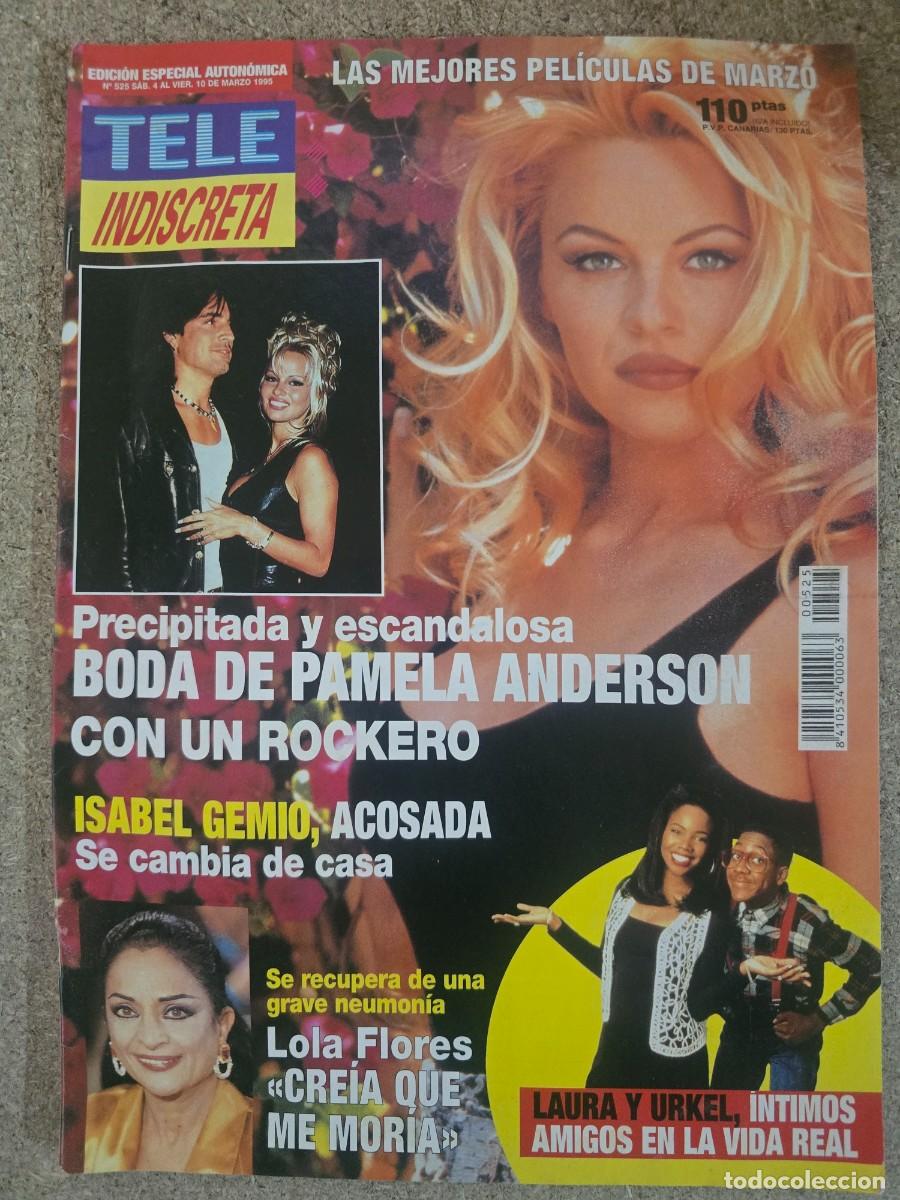 EDICIÓN ESPECIAL AUTONÓMICA
Nº 525 SÁB. 4 AL VIER. 10 DE MARZO 1995
TELE
INDISCRETA
LAS MEJORES PELÍCULAS DE MARZO
110 ptas
(IVA INCLUIDO)
P.V.P. CANARIAS/ 130 PTAS.
Precipitada y escandalosa
BODA DE PAMELA ANDERSON
CON UN ROCKERO
00525
8 410534 000063
ISABEL GEMIO, ACOSADA
Se cambia de casa
Se recupera de una
grave neumonía
Lola Flores
«CREÍA QUE
ME MORÍA»
LAURA Y URKEL, ÍNTIMOS
AMIGOS EN LA VIDA REAL
todocoleccion